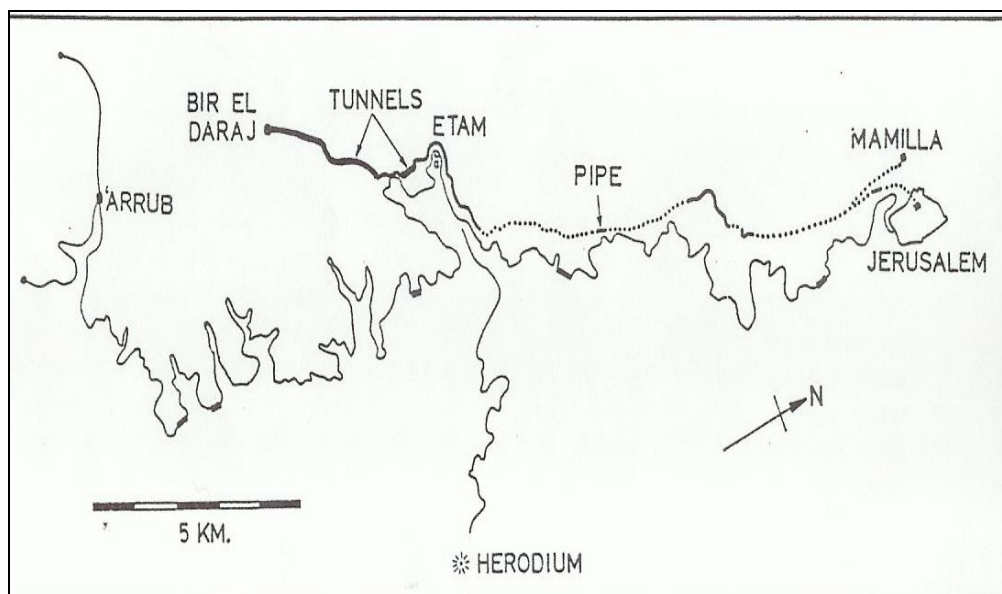 BIR EL
DARAJ
TUNNELS
ETAM
MAMILLA
PIPE
'ARRUB
JERUSALEM
N
5 KM.
HERODIUM